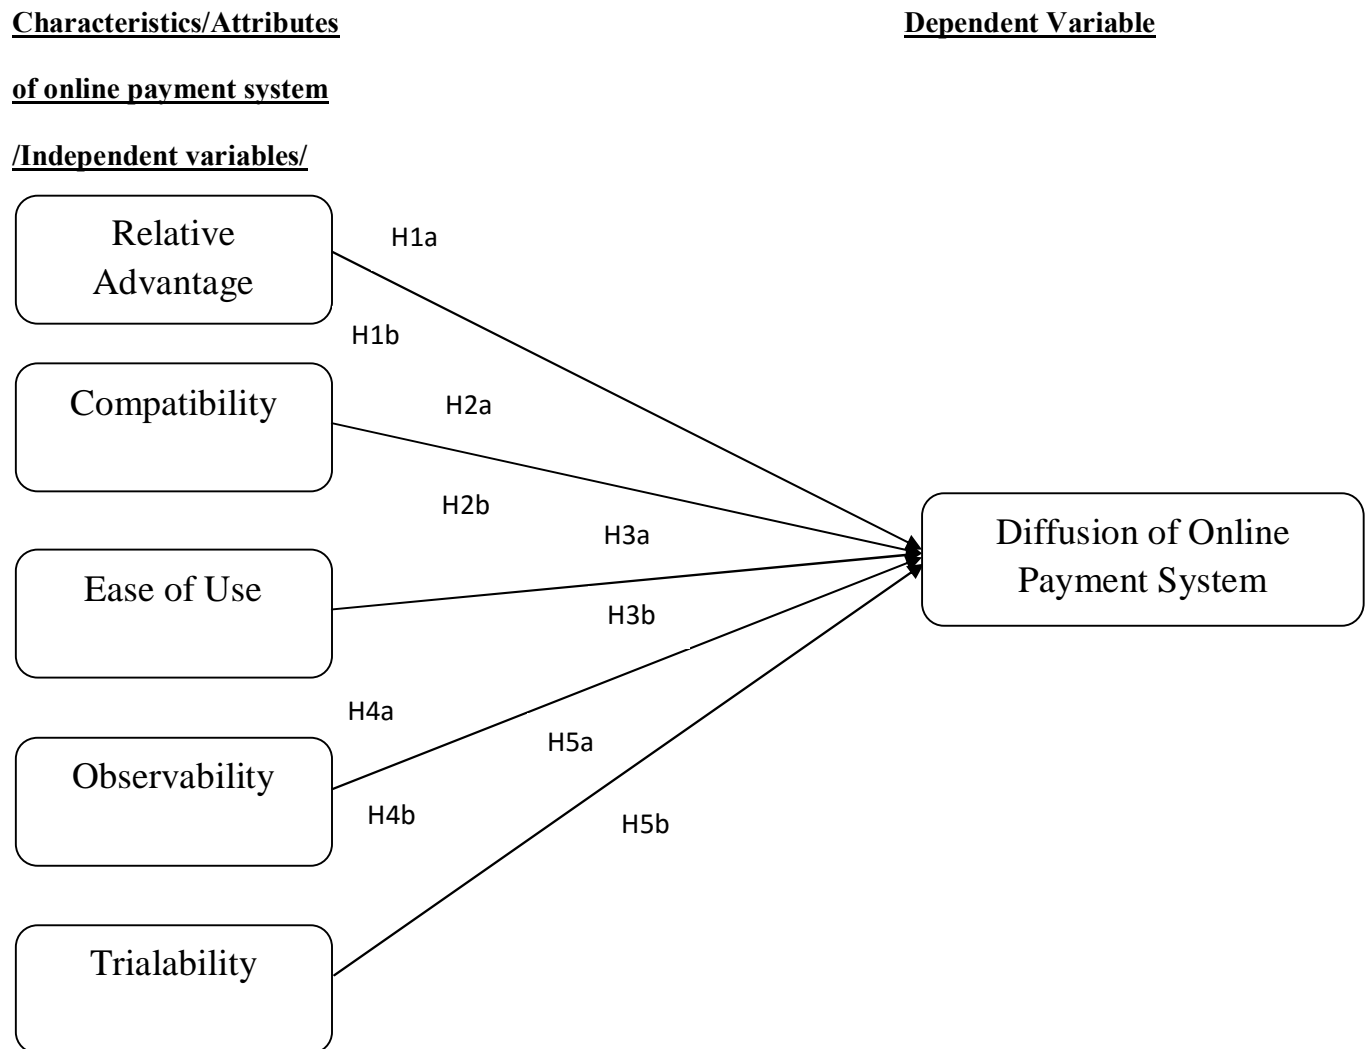 Characteristics/Attributes
of online payment system
/Independent variables/
Dependent Variable
Relative
Advantage
H1a
H1b
Compatibility
H2a
H2b
Ease of Use
H3a
H3b
Observability
H4a
H4b
Trialability
H5a
H5b
Diffusion of Online
Payment System